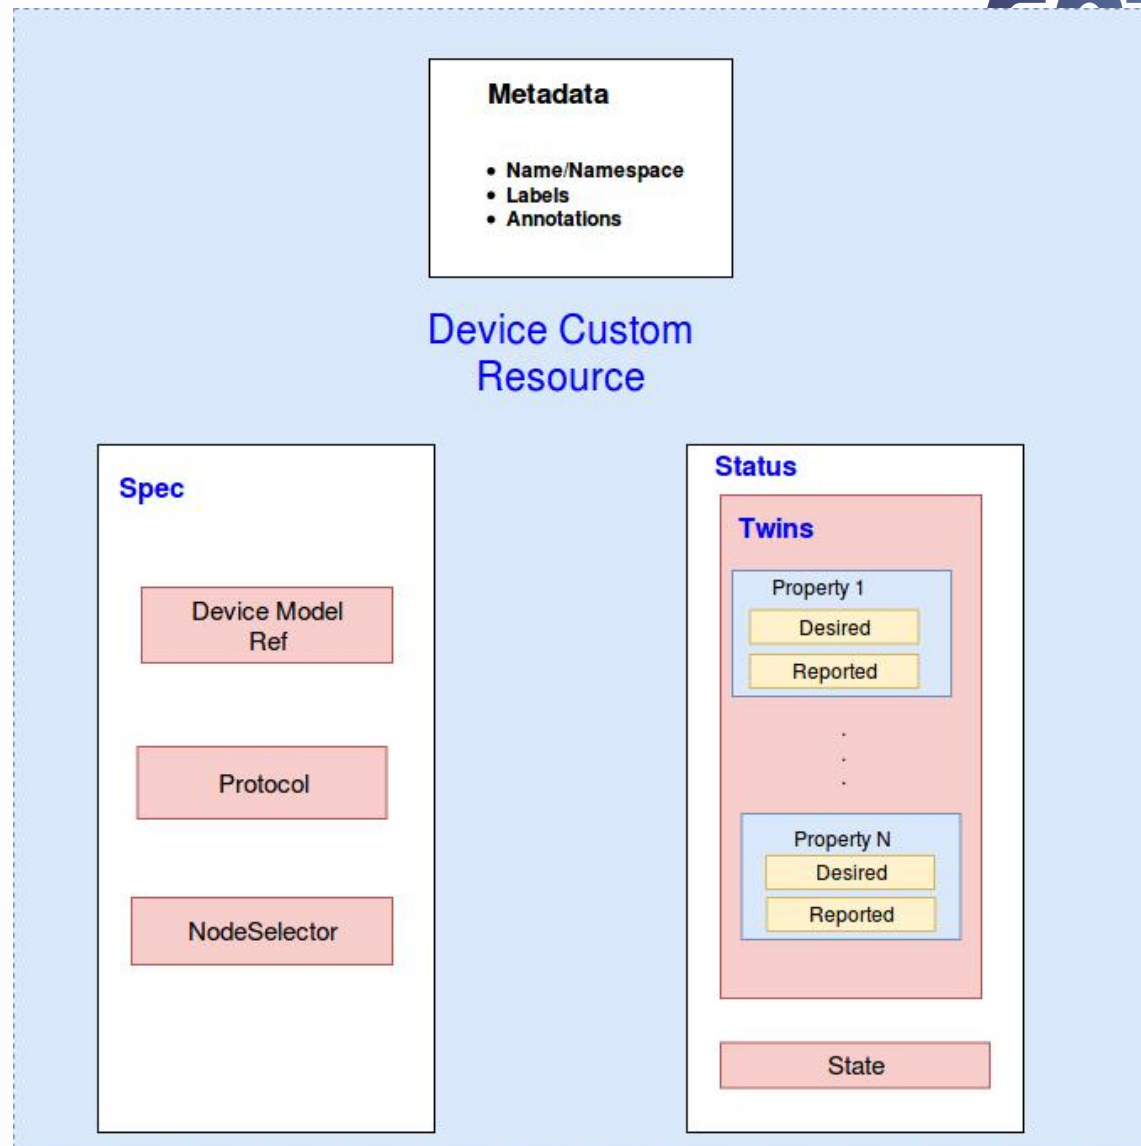 Metadata
• Name/Namespace
• Labels
• Annotations
Device Custom
Resource
Spec
Device Model
Ref
Protocol
NodeSelector
Status
Twins
Property 1
Desired
Reported
.
.
.
Property N
Desired
Reported
State